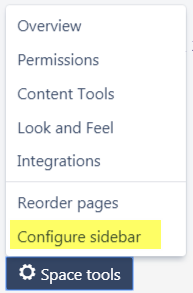 Overview
Permissions
Content Tools
Look and Feel
Integrations
Reorder pages
Configure sidebar
Space tools